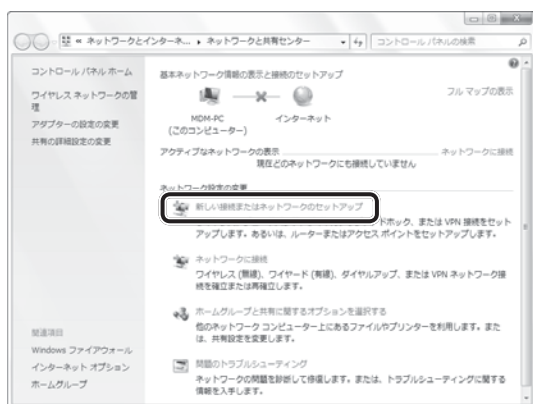 ネットワークとインターネ... ネットワークと共有センター
コントロール パネルの検索
コントロール パネル ホーム
ワイヤレス ネットワークの管
理
アダプターの設定の変更
共有の詳細設定の変更
基本ネットワーク情報の表示と接続のセットアップ
フル マップの表示
MDM-PC
(このコンピューター)
インターネット
アクティブなネットワークの表示
ネットワークに接続
現在どのネットワークにも接続していません
ネットワーク設定の変更
新しい接続またはネットワークのセットアップ
ドホック、または VPN 接続をセット
アップします。あるいは、ルーターまたはアクセス ポイントをセットアップします。
ネットワークに接続
ワイヤレス (無線)、ワイヤード (有線)、ダイヤルアップ、または VPN ネットワーク接
続を確立または再確立します。
ホームグループと共有に関するオプションを選択する
他のネットワーク コンピューター上にあるファイルやプリンターを利用します。また
は、共有設定を変更します。
問題のトラブルシューティング
ネットワークの問題を診断して修復します。または、トラブルシューティングに関する
情報を入手します。
関連項目
Windows ファイアウォール
インターネット オプション
ホームグループ